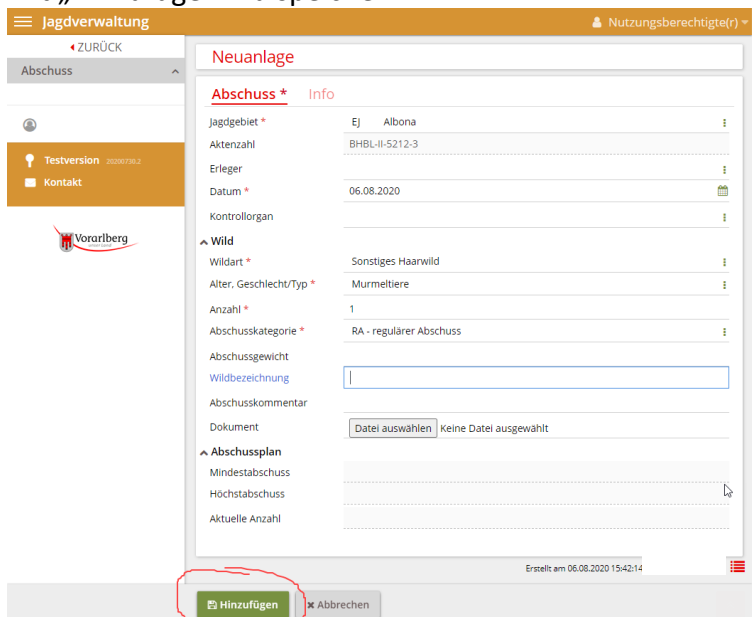 Jagdverwaltung
Nutzungsberechtigte(r)
ZURÜCK
Abschuss
Testversion 20200730.2
Kontakt
Vorarlberg
Neuanlage
Abschuss * Info
Jagdgebiet * EJ Albona
Aktenzahl BHBL-II-5212-3
Erleger
Datum * 06.08.2020
Kontrollorgan
Wild
Wildart * Sonstiges Haarwild
Alter, Geschlecht/Typ * Murmeltiere
Anzahl * 1
Abschusskategorie * RA - regulärer Abschuss
Abschussgewicht
Wildbezeichnung
Abschusskommentar
Dokument Datei auswählen Keine Datei ausgewählt
Abschussplan
Mindestabschuss
Höchstabschuss
Aktuelle Anzahl
Erstellt am 06.08.2020 15:42:14
Hinzufügen Abbrechen